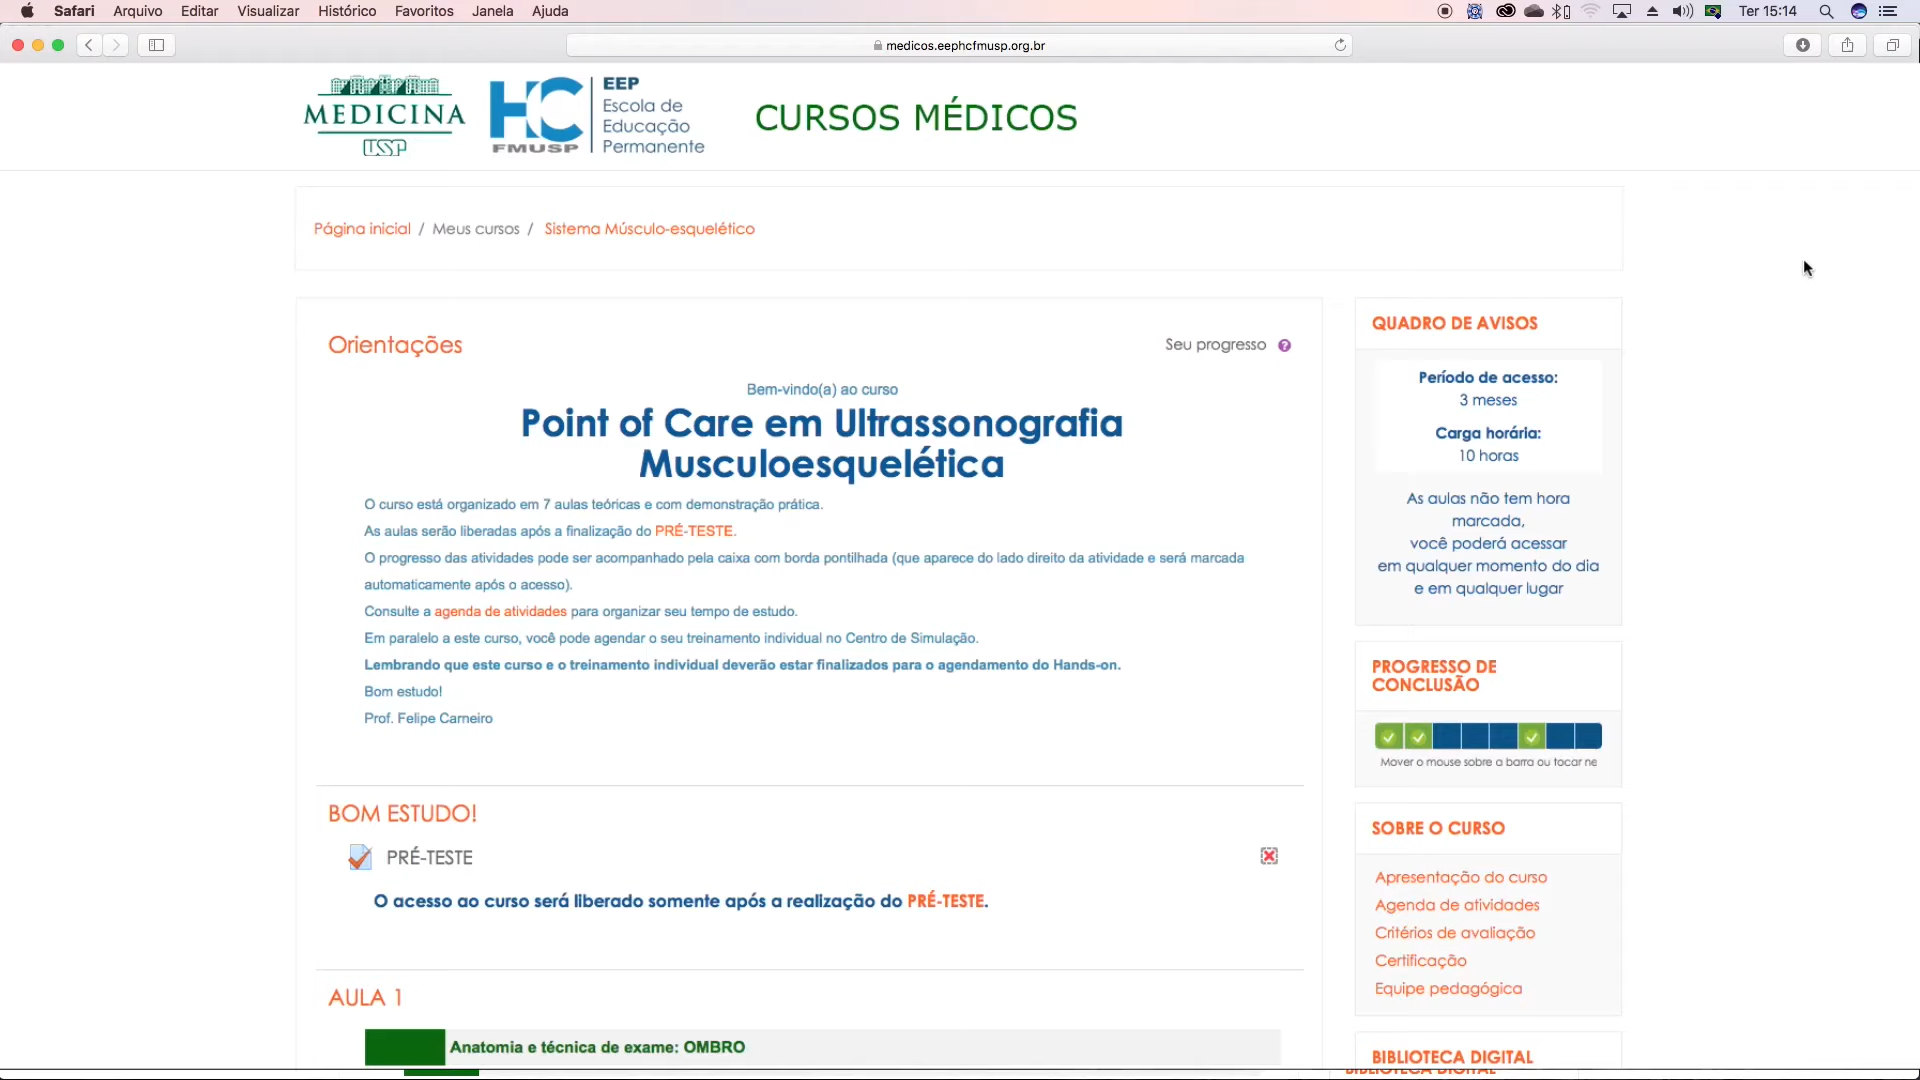 Safari Arquivo Editar Visualizar Histórico Favoritos Janela Ajuda
Ter 15:14
medicos.eephcfmusp.org.br
MEDICINA
USP
HC
FMUSP
EEP
Escola de
Educação
Permanente
CURSOS MÉDICOS
Página inicial / Meus cursos / Sistema Músculo-esquelético
Orientações
Seu progresso
Bem-vindo(a) ao curso
Point of Care em Ultrassonografia
Musculoesquelética
O curso está organizado em 7 aulas teóricas e com demonstração prática.
As aulas serão liberadas após a finalização do PRÉ-TESTE.
O progresso das atividades pode ser acompanhado pela caixa com borda pontilhada (que aparece do lado direito da atividade e será marcada
automaticamente após o acesso).
Consulte a agenda de atividades para organizar seu tempo de estudo.
Em paralelo a este curso, você pode agendar o seu treinamento individual no Centro de Simulação.
Lembrando que este curso e o treinamento individual deverão estar finalizados para o agendamento do Hands-on.
Bom estudo!
Prof. Felipe Carneiro
BOM ESTUDO!
PRÉ-TESTE
O acesso ao curso será liberado somente após a realização do PRÉ-TESTE.
AULA 1
Anatomia e técnica de exame: OMBRO
QUADRO DE AVISOS
Período de acesso:
3 meses
Carga horária:
10 horas
As aulas não tem hora
marcada,
você poderá acessar
em qualquer momento do dia
e em qualquer lugar
PROGRESSO DE
CONCLUSÃO
Mover o mouse sobre a barra ou tocar ne
SOBRE O CURSO
Apresentação do curso
Agenda de atividades
Critérios de avaliação
Certificação
Equipe pedagógica
BIBLIOTECA DIGITAL
BIBLIOTECA DIGITAL